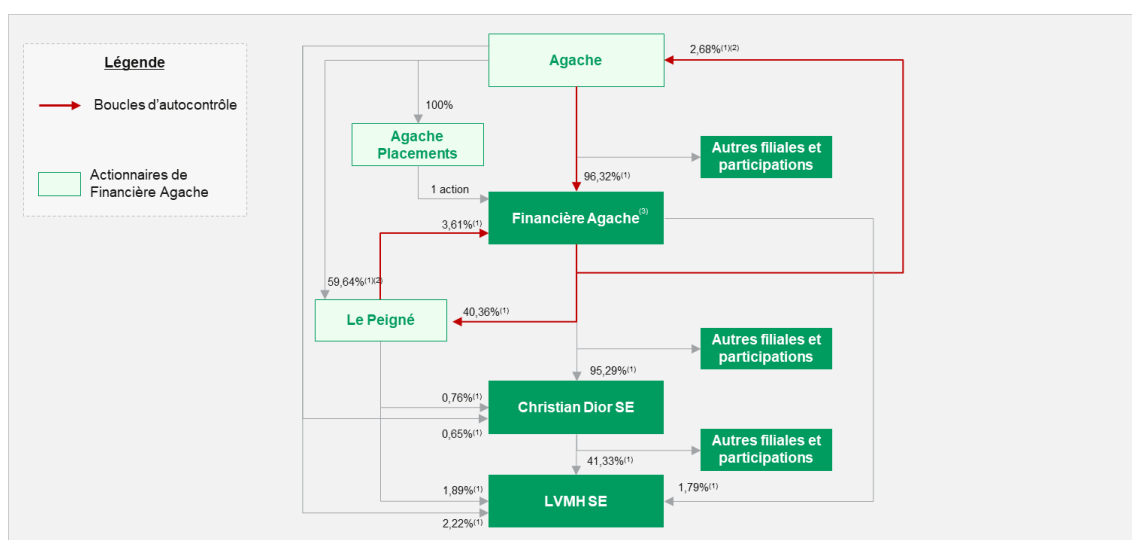 Légende
Boucles d'autocontrôle
Actionnaires de
Financière Agache
Agache
2,68%(1)(2)
100%
Agache
Placements
Autres filiales et
participations
96,32%(1)
1 action
Financière Agache(3)
3,61%(1)
59,64%(1)(2)
Le Peigné
40,36%(1)
Autres filiales et
participations
95,29%(1)
0,76%(1)
Christian Dior SE
0,65%(1)
Autres filiales et
participations
41,33%(1)
1,89%(1)
LVMH SE
1,79%(1)
2,22%(1)